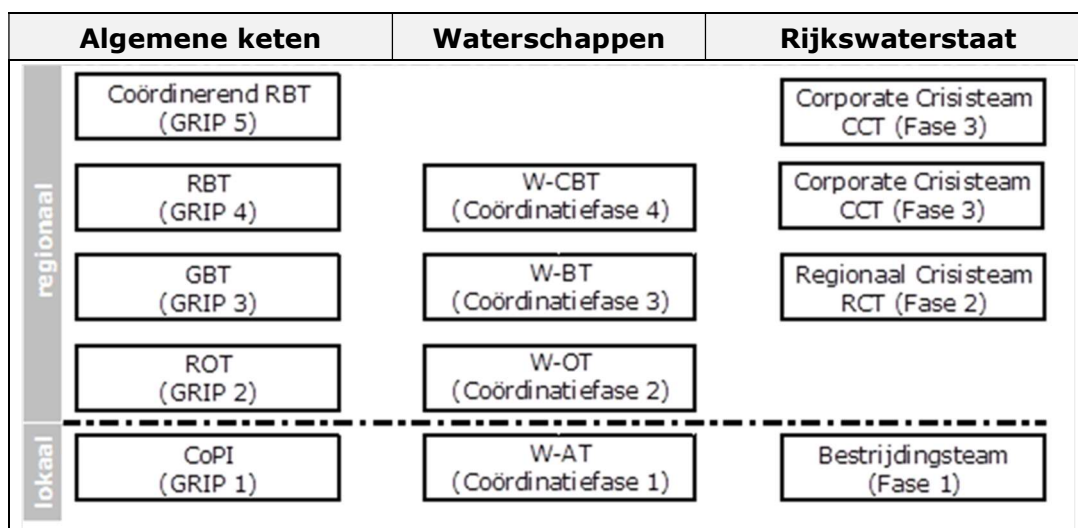 Algemene keten
Waterschappen
Rijkswaterstaat
regionaal
Coördinerend RBT
(GRIP 5)
Corporate Crisisteam
CCT (Fase 3)
RBT
(GRIP 4)
W-CBT
(Coördinatiefase 4)
Corporate Crisisteam
CCT (Fase 3)
GBT
(GRIP 3)
W-BT
(Coördinatiefase 3)
Regionaal Crisisteam
RCT (Fase 2)
ROT
(GRIP 2)
W-OT
(Coördinatiefase 2)
lokaal
CoPI
(GRIP 1)
W-AT
(Coördinatiefase 1)
Bestrijdingsteam
(Fase 1)